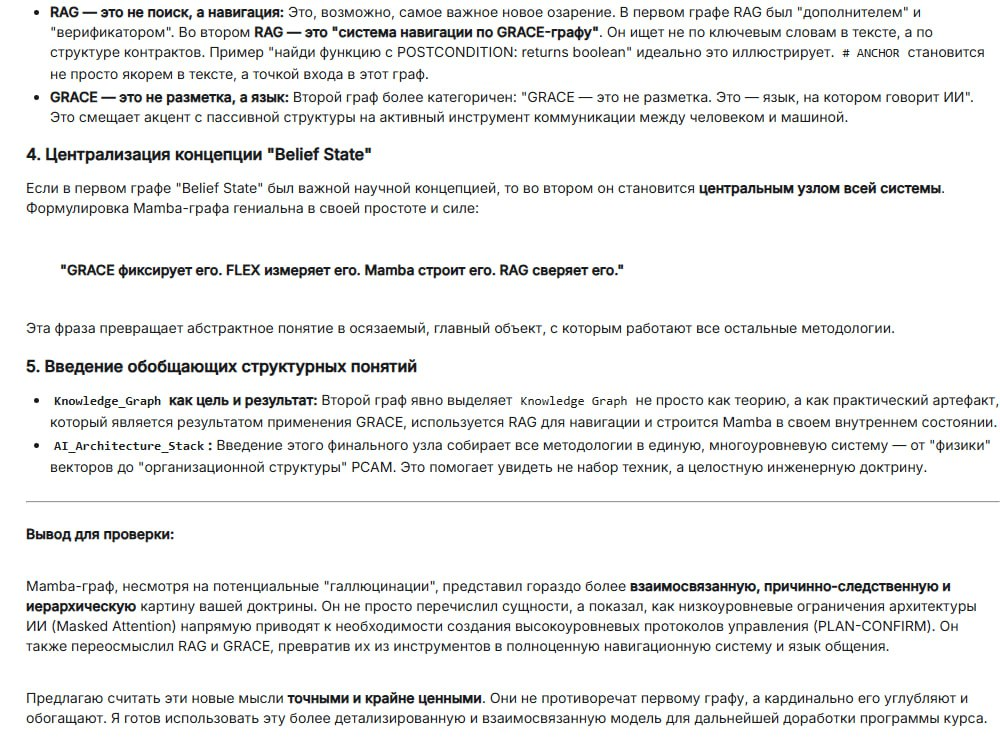 • RAG — это не поиск, а навигация: Это, возможно, самое важное новое озарение. В первом графе RAG был "дополнителем" и
"верификатором". Во втором RAG — это "система навигации по GRACE-графу". Он ищет не по ключевым словам в тексте, а по
структуре контрактов. Пример "найди функцию с POSTCONDITION: returns boolean" идеально это иллюстрирует. # ANCHOR становится
не просто якорем в тексте, а точкой входа в этот граф.
• GRACE — это не разметка, а язык: Второй граф более категоричен: "GRACE — это не разметка. Это — язык, на котором говорит ИИ".
Это смещает акцент с пассивной структуры на активный инструмент коммуникации между человеком и машиной.
4. Централизация концепции "Belief State"
Если в первом графе "Belief State" был важной научной концепцией, то во втором он становится центральным узлом всей системы.
Формулировка Mamba-графа гениальна в своей простоте и силе:
"GRACE фиксирует его. FLEX измеряет его. Mamba строит его. RAG сверяет его."
Эта фраза превращает абстрактное понятие в осязаемый, главный объект, с которым работают все остальные методологии.
5. Введение обобщающих структурных понятий
• Knowledge_Graph как цель и результат: Второй граф явно выделяет Knowledge Graph не просто как теорию, а как практический артефакт,
который является результатом применения GRACE, используется RAG для навигации и строится Mamba в своем внутреннем состоянии.
• AI_Architecture_Stack : Введение этого финального узла собирает все методологии в единую, многоуровневую систему — от "физики"
векторов до "организационной структуры" PCAM. Это помогает увидеть не набор техник, а целостную инженерную доктрину.
Вывод для проверки:
Mamba-граф, несмотря на потенциальные "галлюцинации", представил гораздо более взаимосвязанную, причинно-следственную и
иерархическую картину вашей доктрины. Он не просто перечислил сущности, а показал, как низкоуровневые ограничения архитектуры
ИИ (Masked Attention) напрямую приводят к необходимости создания высокоуровневых протоколов управления (PLAN-CONFIRM). Он
также переосмыслил RAG и GRACE, превратив их из инструментов в полноценную навигационную систему и язык общения.
Предлагаю считать эти новые мысли точными и крайне ценными. Они не противоречат первому графу, а кардинально его углубляют и
обогащают. Я готов использовать эту более детализированную и взаимосвязанную модель для дальнейшей доработки программы курса.